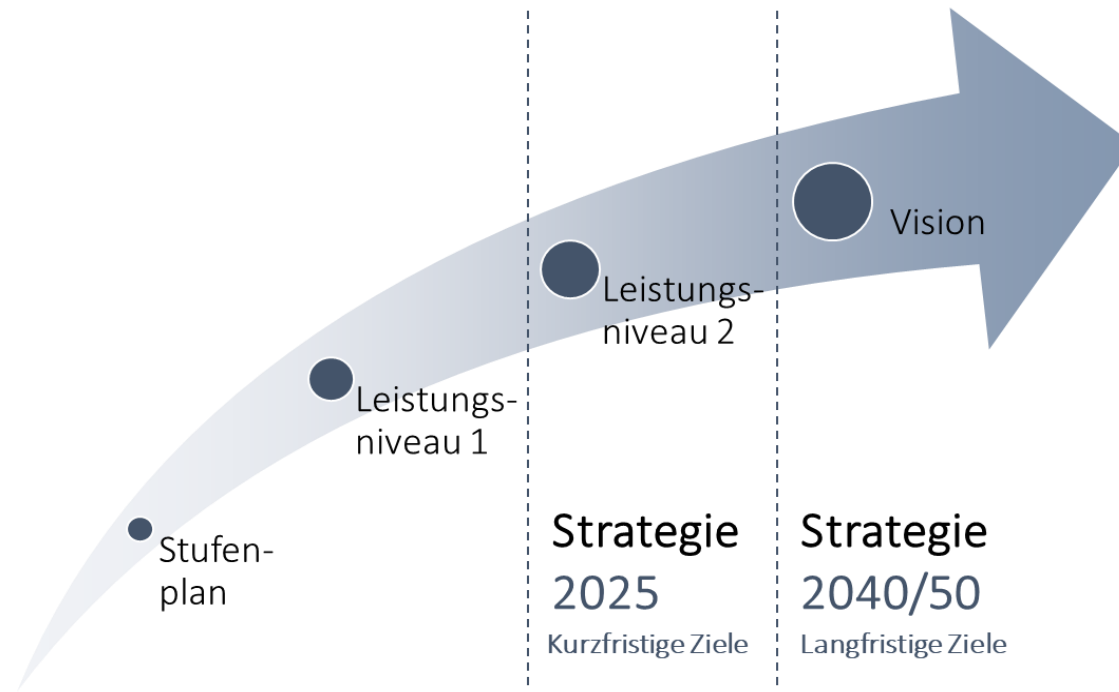 Vision
Leistungs-
niveau 2
Leistungs-
niveau 1
Stufen-
plan
Strategie
2025
Kurzfristige Ziele
Strategie
2040/50
Langfristige Ziele